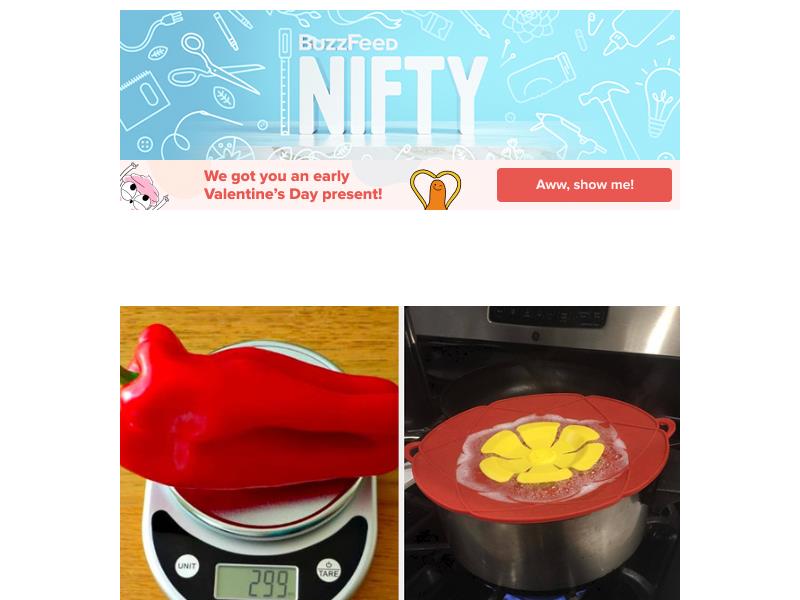 BuzzFeed
NIFTY
We got you an early
Valentine's Day present!
Aww, show me!
UNIT
TARE
299